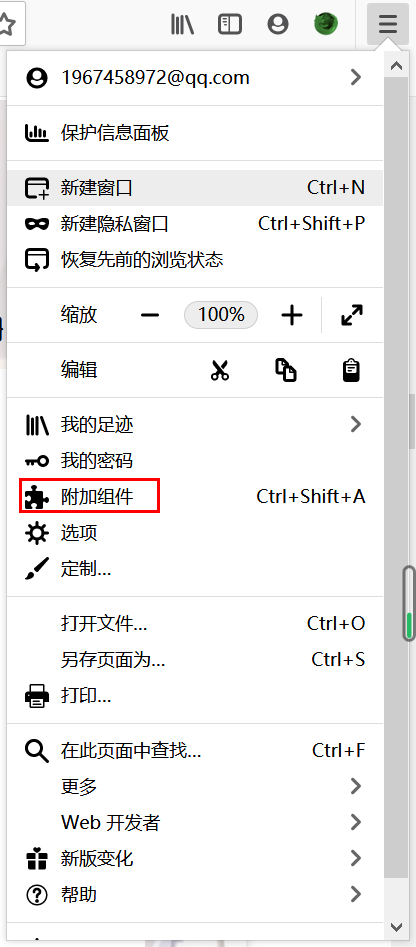 1967458972@qq.com
保护信息面板
新建窗口 Ctrl+N
新建隐私窗口 Ctrl+Shift+P
恢复先前的浏览状态
缩放 100%
编辑
我的足迹
我的密码
附加组件 Ctrl+Shift+A
选项
定制...
打开文件... Ctrl+O
另存页面为... Ctrl+S
打印...
在此页面中查找... Ctrl+F
更多
Web 开发者
新版变化
帮助